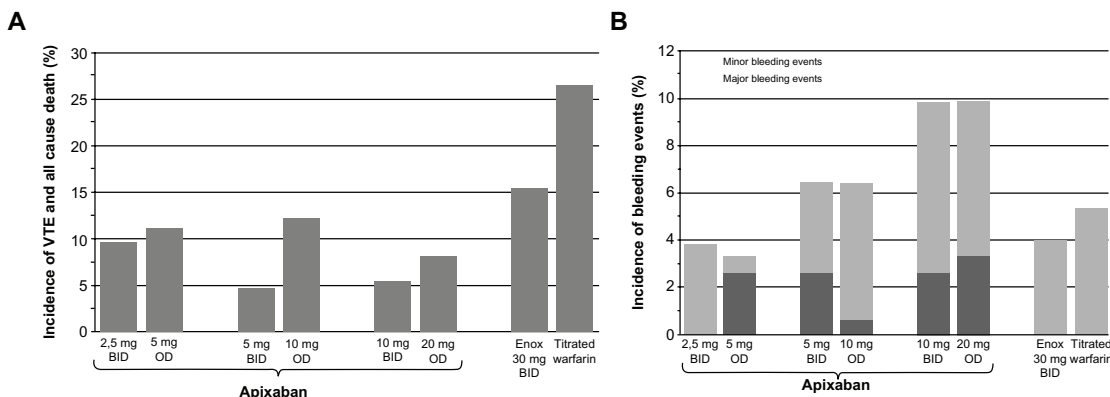 A
Incidence of VTE and all cause death (%)
30
25
20
15
10
5
0
2,5 mg
BID
5 mg
OD
5 mg
BID
10 mg
OD
10 mg
BID
20 mg
OD
Enox
30 mg
BID
Titrated
warfarin
Apixaban
B
Incidence of bleeding events (%)
12
10
8
6
4
2
0
Minor bleeding events
Major bleeding events
2,5 mg
BID
5 mg
OD
5 mg
BID
10 mg
OD
10 mg
BID
20 mg
OD
Enox
30 mg
BID
Titrated
warfarin
Apixaban